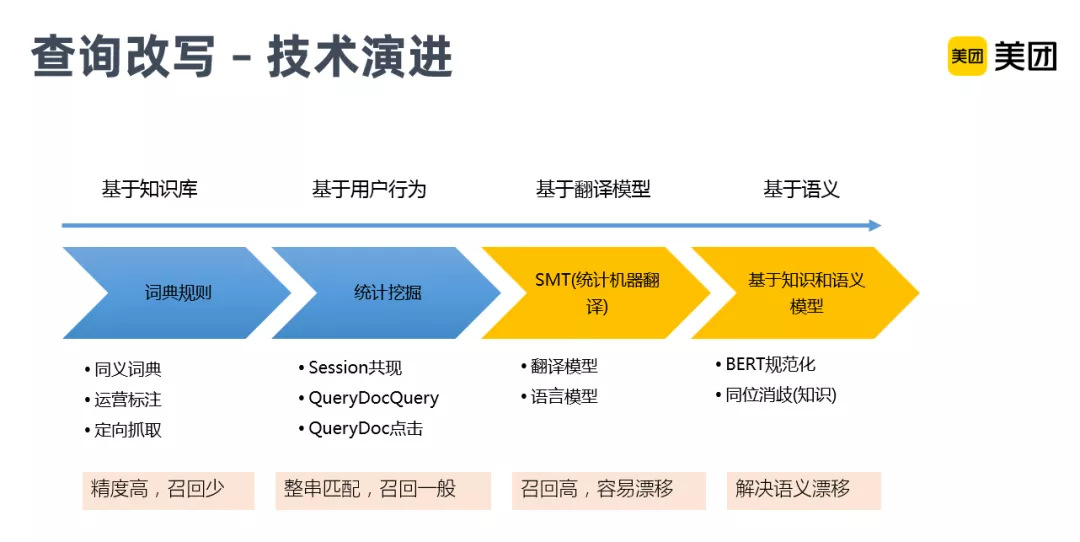 查询改写 - 技术演进
美团 美团
基于知识库
基于用户行为
基于翻译模型
基于语义
词典规则
统计挖掘
SMT(统计机器翻
译)
基于知识和语义
模型
• 同义词典
• 运营标注
• 定向抓取
• Session共现
• QueryDocQuery
• QueryDoc点击
• 翻译模型
• 语言模型
• BERT规范化
• 同位消歧(知识)
精度高，召回少
整串匹配，召回一般
召回高，容易漂移
解决语义漂移